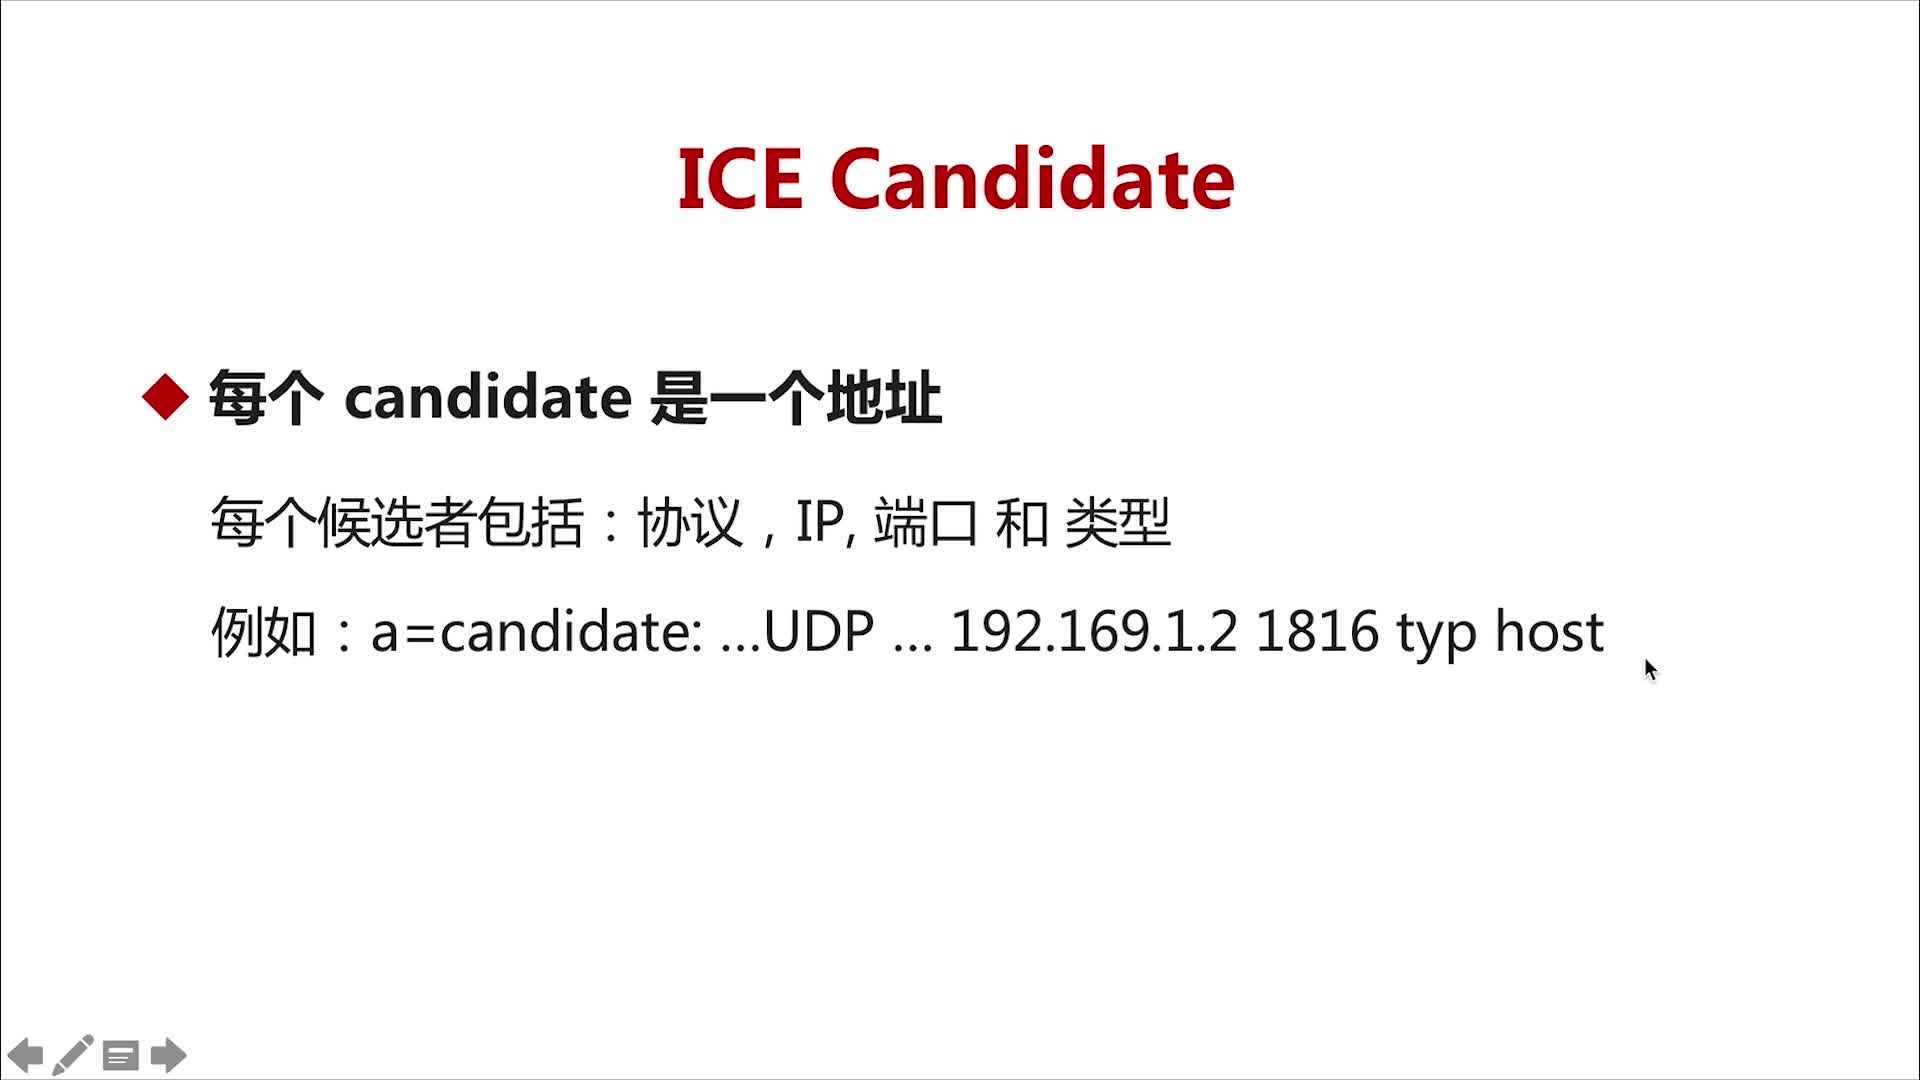 ICE Candidate
每个 candidate 是一个地址
每个候选者包括：协议，IP, 端口 和 类型
例如：a=candidate: ...UDP ... 192.169.1.2 1816 typ host